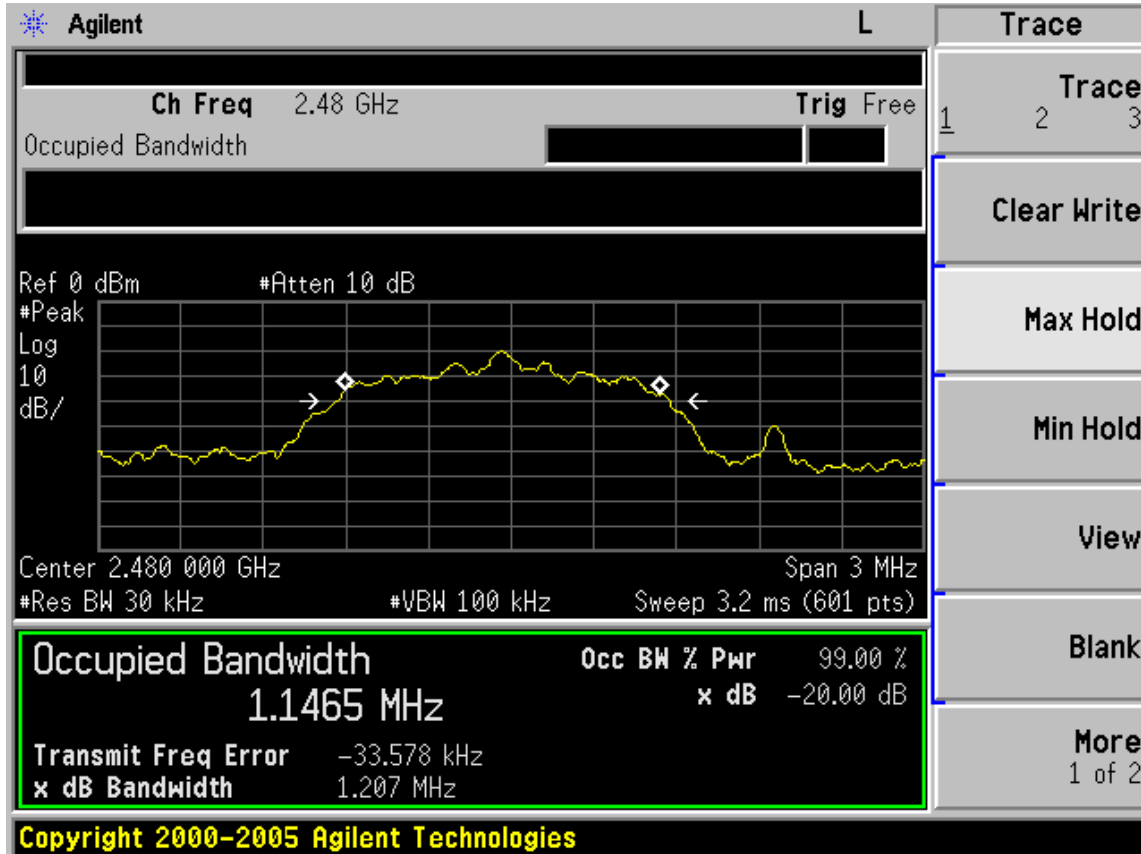 Agilent L Trace
Ch Freq 2.48 GHz Trig Free
Occupied Bandwidth
Ref 0 dBm #Atten 10 dB
#Peak
Log
10
dB/
Center 2.480 000 GHz Span 3 MHz
#Res BW 30 kHz #VBW 100 kHz Sweep 3.2 ms (601 pts)
Occupied Bandwidth Occ BW % Pwr 99.00 %
1.1465 MHz x dB -20.00 dB
Transmit Freq Error -33.578 kHz
x dB Bandwidth 1.207 MHz
Copyright 2000-2005 Agilent Technologies
Trace
1 2 3
Clear Write
Max Hold
Min Hold
View
Blank
More
1 of 2